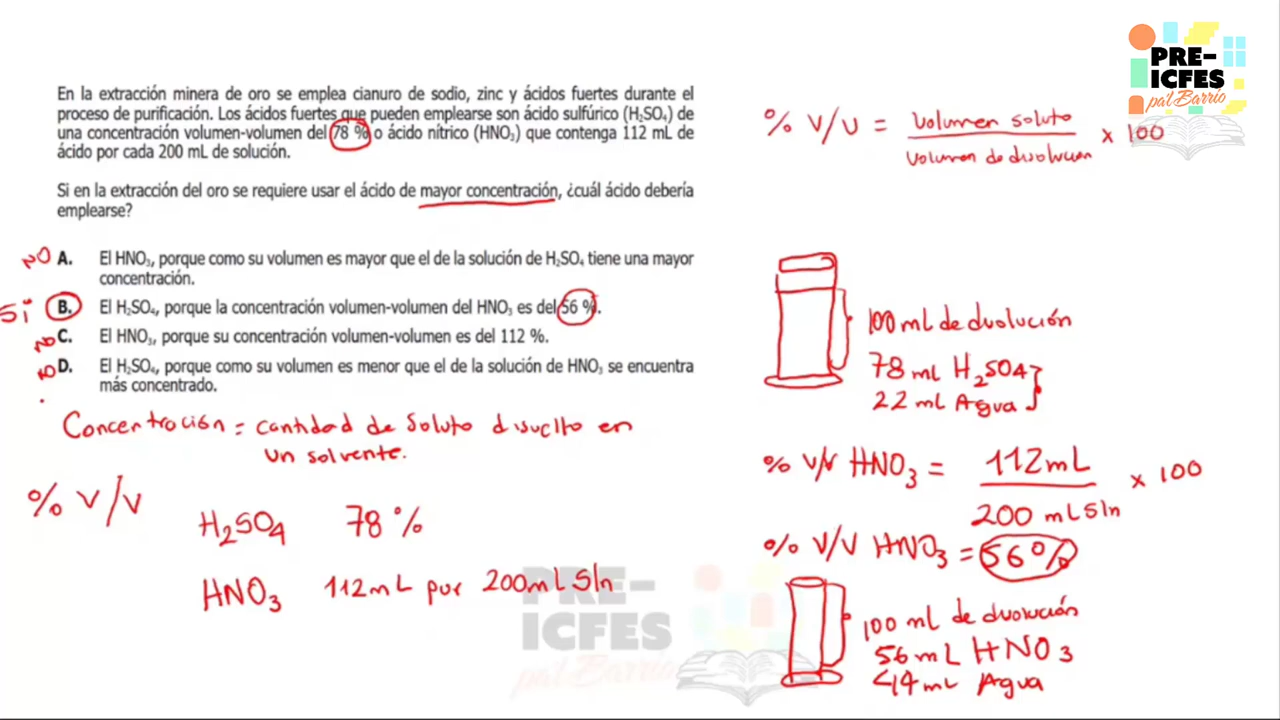 PRE-
ICFES
pa'l Barrio
En la extracción minera de oro se emplea cianuro de sodio, zinc y ácidos fuertes durante el
proceso de purificación. Los ácidos fuertes que pueden emplearse son ácido sulfúrico (H₂SO₄) de
una concentración volumen-volumen del 78 % o ácido nítrico (HNO₃) que contenga 112 mL de
ácido por cada 200 mL de solución.
Si en la extracción del oro se requiere usar el ácido de mayor concentración, ¿cuál ácido debería
emplearse?
NO A. El HNO₃, porque como su volumen es mayor que el de la solución de H₂SO₄ tiene una mayor
concentración.
Si B. El H₂SO₄, porque la concentración volumen-volumen del HNO₃ es del 56 %.
NO C. El HNO₃, porque su concentración volumen-volumen es del 112 %.
NO D. El H₂SO₄, porque como su volumen es menor que el de la solución de HNO₃ se encuentra
más concentrado.
Concentración = cantidad de soluto disuelto en
un solvente.
% V/V
H₂SO₄ 78 %
HNO₃ 112mL por 200mL Sln
% V/V = volumen soluto
volumen de disolución
x 100
100 ml de disolución
78 ml H₂SO₄
22 ml Agua
% V/V HNO₃ = 112mL
200 mL Sln
x 100
% V/V HNO₃ = 56%
100 ml de disolución
56 mL HNO₃
44 mL Agua
PRE-
ICFES
pa'l Barrio